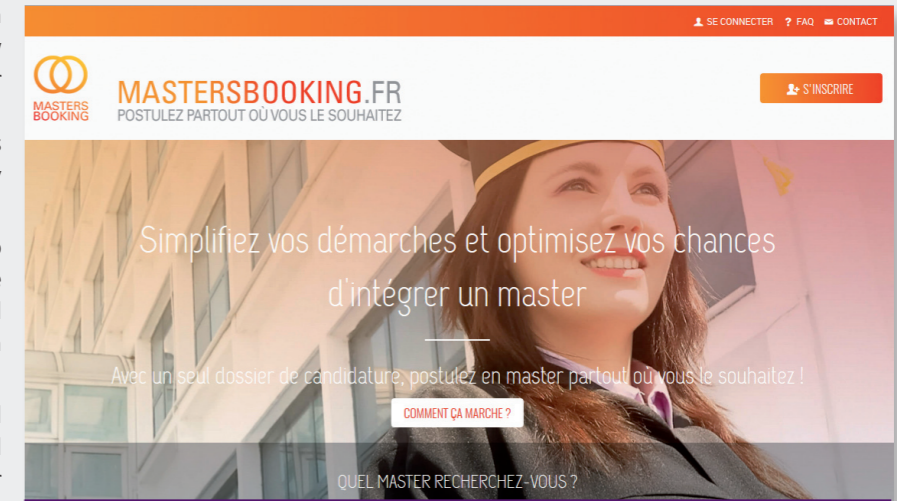 SE CONNECTER ? FAQ CONTACT
MASTERS
BOOKING
MASTERSBOOKING.FR
POSTULEZ PARTOUT OÙ VOUS LE SOUHAITEZ
S'INSCRIRE
Simplifiez vos démarches et optimisez vos chances
d'intégrer un master
Avec un seul dossier de candidature, postulez en master partout où vous le souhaitez !
COMMENT ÇA MARCHE ?
QUEL MASTER RECHERCHEZ-VOUS ?